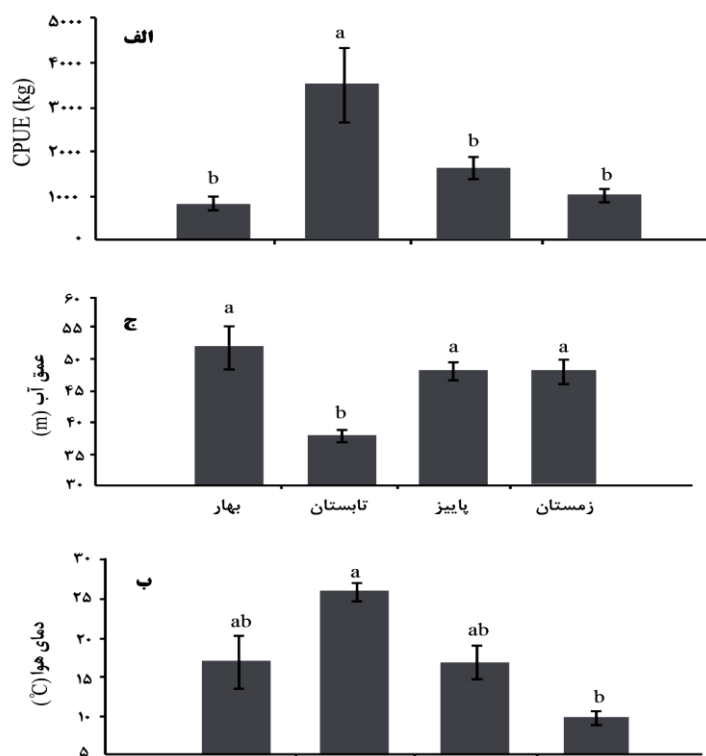 الف
CPUE (kg)
۵۰۰۰
۴۰۰۰
۳۰۰۰
۲۰۰۰
۱۰۰۰
۰
b
a
b
b
ج
عمق آب (m)
۶۰
۵۵
۵۰
۴۵
۴۰
۳۵
۳۰
a
b
a
a
بهار تابستان پاییز زمستان
ب
دمای هوا (℃)
۳۰
۲۵
۲۰
۱۵
۱۰
۵
ab
a
ab
b